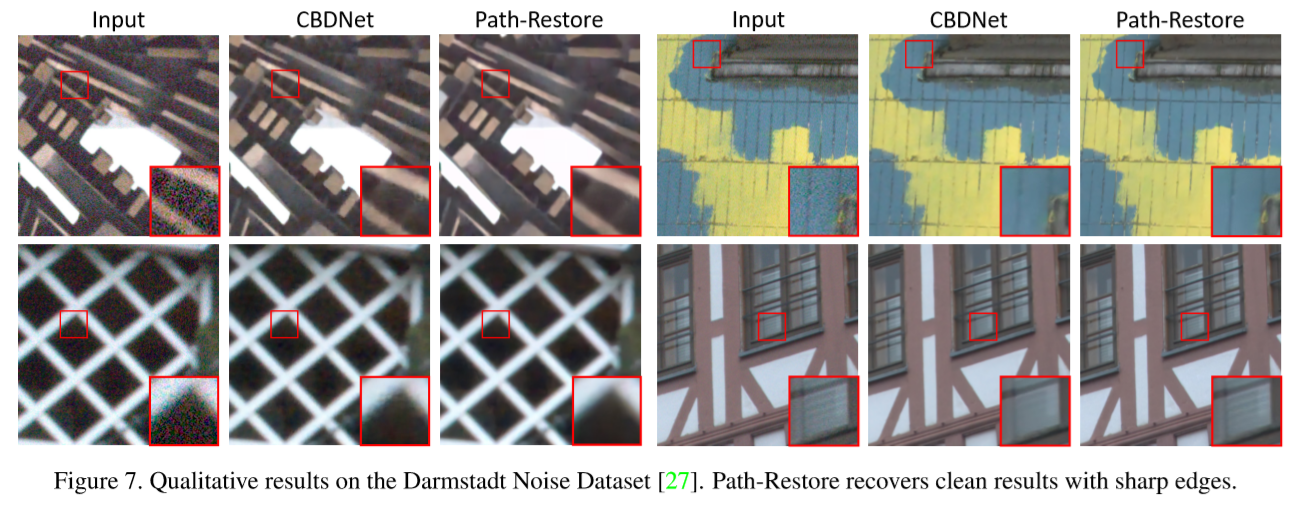 Input CBDNet Path-Restore Input CBDNet Path-Restore
Figure 7. Qualitative results on the Darmstadt Noise Dataset [27]. Path-Restore recovers clean results with sharp edges.